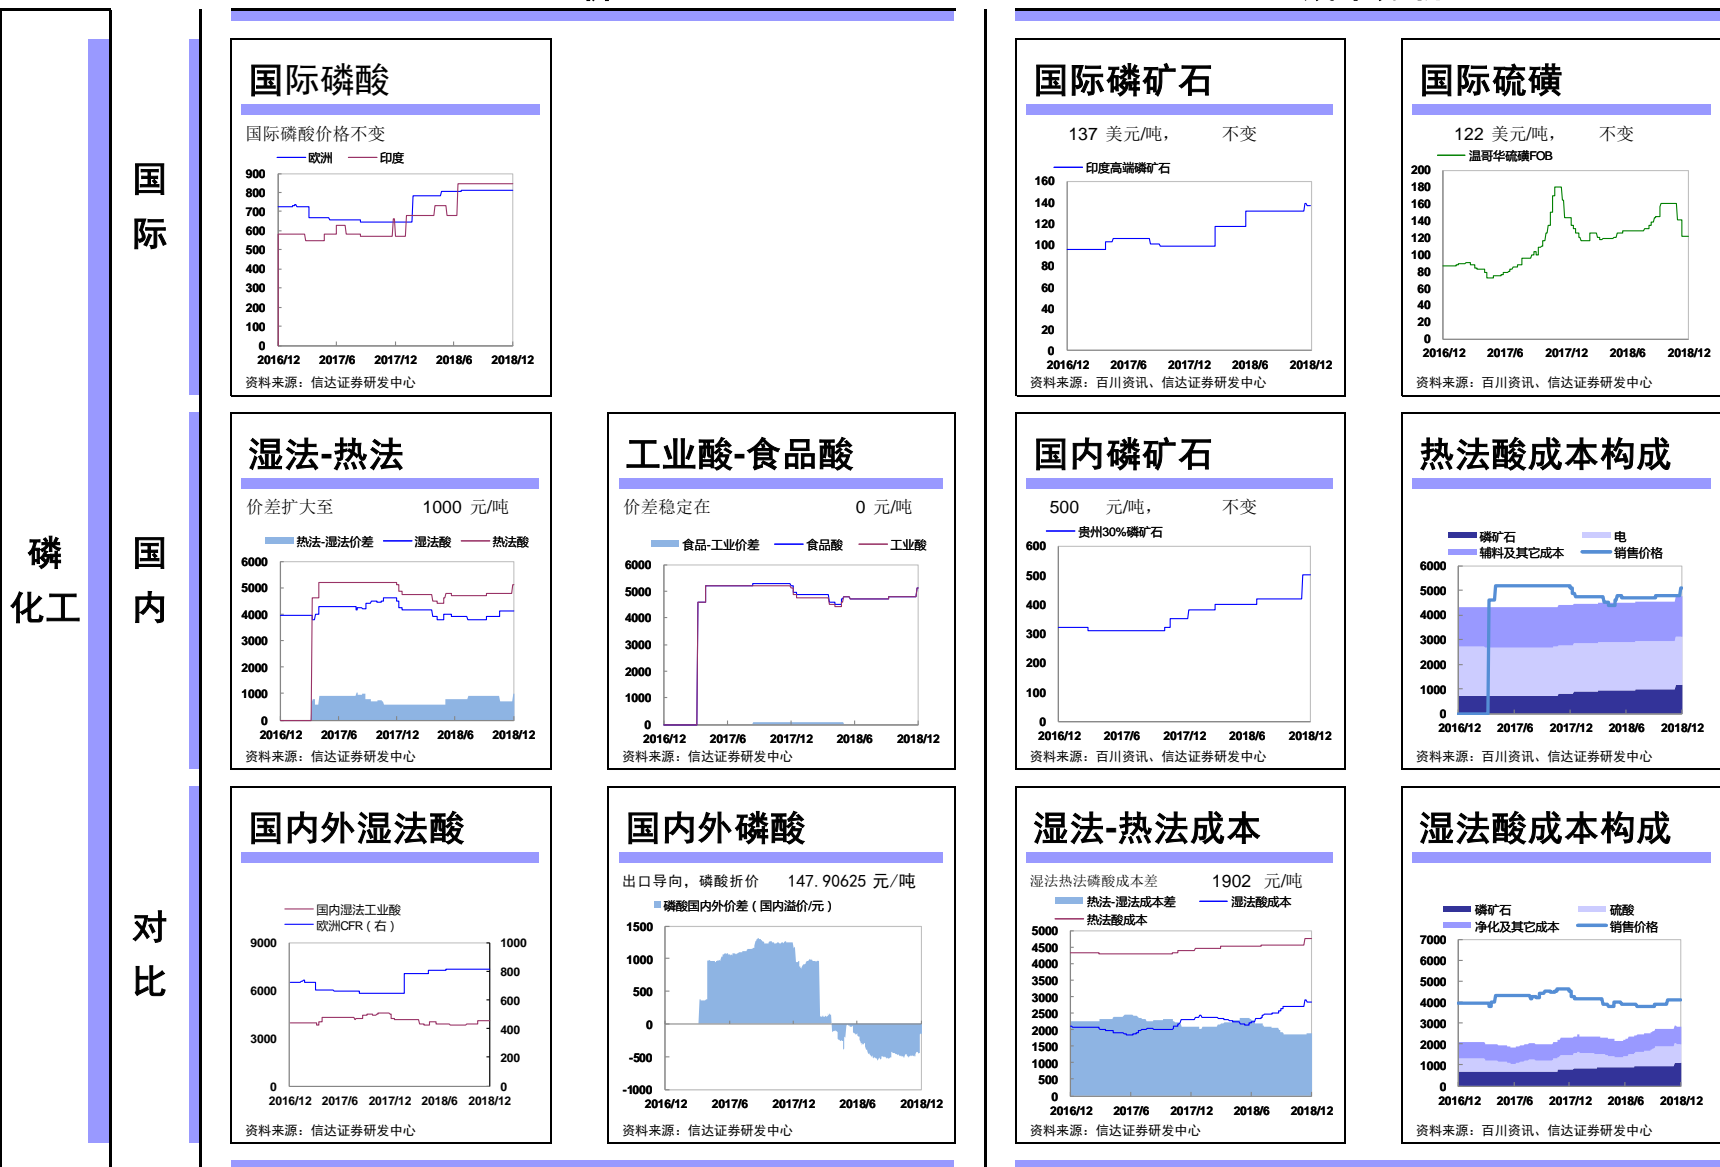 磷
化工
国
际
国
内
对
比
国际磷酸
国际磷酸价格不变
欧洲 印度
900
800
700
600
500
400
300
200
100
0
2016/12 2017/6 2017/12 2018/6 2018/12
资料来源：信达证券研发中心
国际磷矿石
137 美元/吨， 不变
印度高端磷矿石
160
140
120
100
80
60
40
20
0
2016/12 2017/6 2017/12 2018/6 2018/12
资料来源：百川资讯、信达证券研发中心
国际硫磺
122 美元/吨， 不变
温哥华硫磺FOB
200
180
160
140
120
100
80
60
40
20
0
2016/12 2017/6 2017/12 2018/6 2018/12
资料来源：百川资讯、信达证券研发中心
湿法-热法
价差扩大至 1000 元/吨
热法-湿法价差 湿法酸 热法酸
6000
5000
4000
3000
2000
1000
0
2016/12 2017/6 2017/12 2018/6 2018/12
资料来源：信达证券研发中心
工业酸-食品酸
价差稳定在 0 元/吨
食品-工业价差 食品酸 工业酸
6000
5000
4000
3000
2000
1000
0
2016/12 2017/6 2017/12 2018/6 2018/12
资料来源：信达证券研发中心
国内磷矿石
500 元/吨， 不变
贵州30%磷矿石
600
500
400
300
200
100
0
2016/12 2017/6 2017/12 2018/6 2018/12
资料来源：百川资讯、信达证券研发中心
热法酸成本构成
磷矿石 电
辅料及其它成本 销售价格
6000
5000
4000
3000
2000
1000
0
2016/12 2017/6 2017/12 2018/6 2018/12
资料来源：百川资讯、信达证券研发中心
国内外湿法酸
国内湿法工业酸
欧洲CFR（右）
9000 1000
800
6000 600
400
3000
200
0 0
2016/12 2017/6 2017/12 2018/6 2018/12
资料来源：信达证券研发中心
国内外磷酸
出口导向，磷酸折价 147.90625 元/吨
磷酸国内外价差（国内溢价/元）
1500
1000
500
0
-500
-1000
2016/12 2017/6 2017/12 2018/6 2018/12
资料来源：信达证券研发中心
湿法-热法成本
湿法热法磷酸成本差 1902 元/吨
热法-湿法成本差 湿法酸成本
热法酸成本
5000
4500
4000
3500
3000
2500
2000
1500
1000
500
0
2016/12 2017/6 2017/12 2018/6 2018/12
资料来源：信达证券研发中心
湿法酸成本构成
磷矿石 硫酸
净化及其它成本 销售价格
7000
6000
5000
4000
3000
2000
1000
0
2016/12 2017/6 2017/12 2018/6 2018/12
资料来源：百川资讯、信达证券研发中心